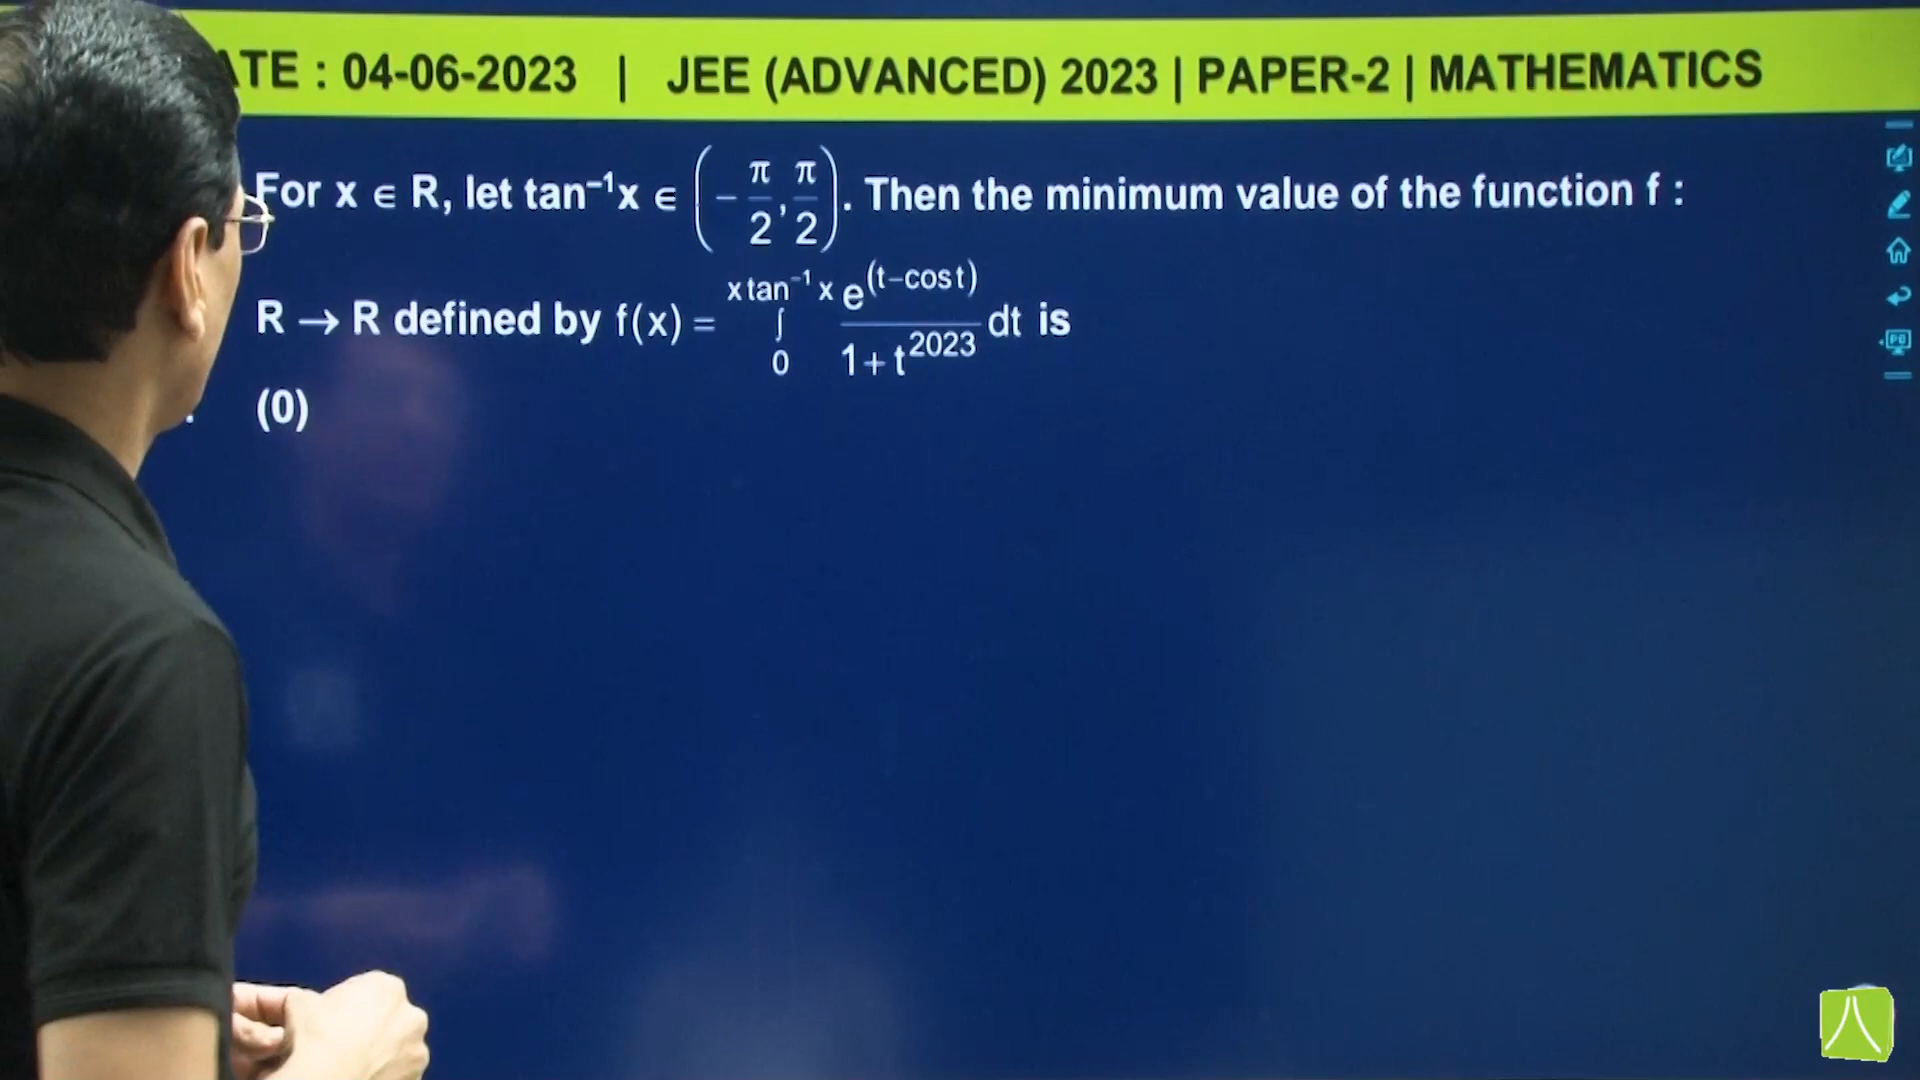 ATE : 04-06-2023 | JEE (ADVANCED) 2023 | PAPER-2 | MATHEMATICS
For x ∈ R, let tan⁻¹x ∈ (-π/2, π/2). Then the minimum value of the function f :
R → R defined by f(x) = ∫₀^(x tan⁻¹ x) e^(t-cos t)/(1+t^2023) dt is
. (0)